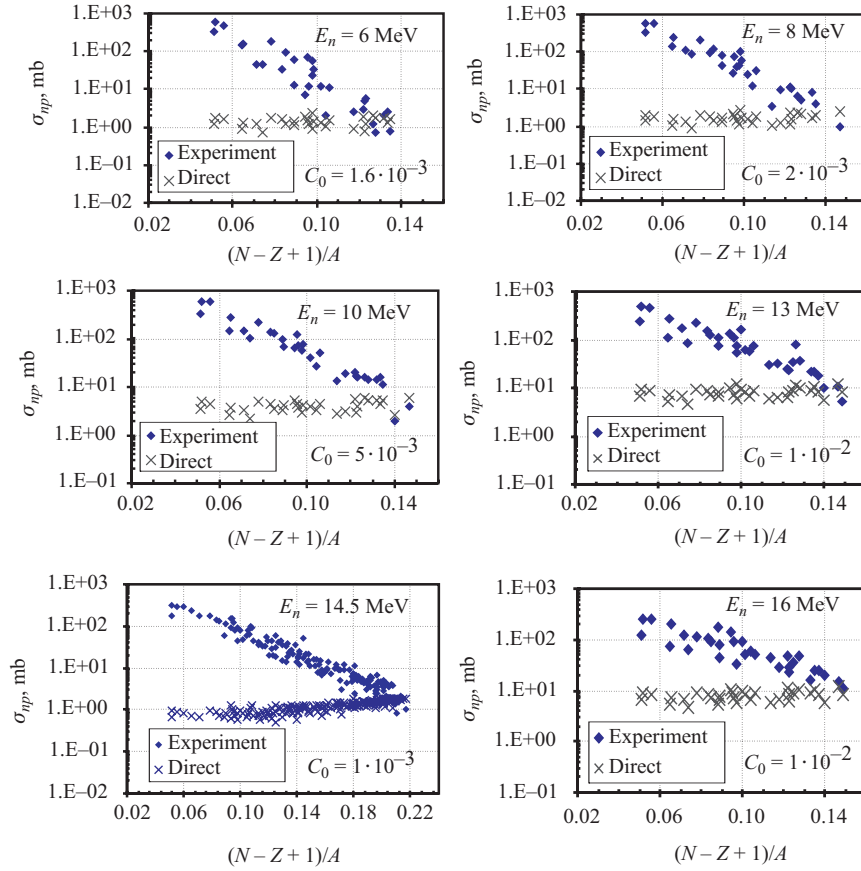 1.E+03
1.E+02
1.E+01
1.E+00
1.E–01
1.E–02
σnp, mb
En = 6 MeV
Experiment
Direct
C0 = 1.6 · 10–3
0.02 0.06 0.10 0.14
(N – Z + 1)/A
1.E+03
1.E+02
1.E+01
1.E+00
1.E–01
1.E–02
σnp, mb
En = 8 MeV
Experiment
Direct
C0 = 2 · 10–3
0.02 0.06 0.10 0.14
(N – Z + 1)/A
1.E+03
1.E+02
1.E+01
1.E+00
1.E–01
σnp, mb
En = 10 MeV
Experiment
Direct
C0 = 5 · 10–3
0.02 0.06 0.10 0.14
(N – Z + 1)/A
1.E+03
1.E+02
1.E+01
1.E+00
1.E–01
σnp, mb
En = 13 MeV
Experiment
Direct
C0 = 1 · 10–2
0.02 0.06 0.10 0.14
(N – Z + 1)/A
1.E+03
1.E+02
1.E+01
1.E+00
1.E–01
1.E–02
σnp, mb
En = 14.5 MeV
Experiment
Direct
C0 = 1 · 10–3
0.02 0.06 0.10 0.14 0.18 0.22
(N – Z + 1)/A
1.E+03
1.E+02
1.E+01
1.E+00
1.E–01
σnp, mb
En = 16 MeV
Experiment
Direct
C0 = 1 · 10–2
0.02 0.06 0.10 0.14
(N – Z + 1)/A